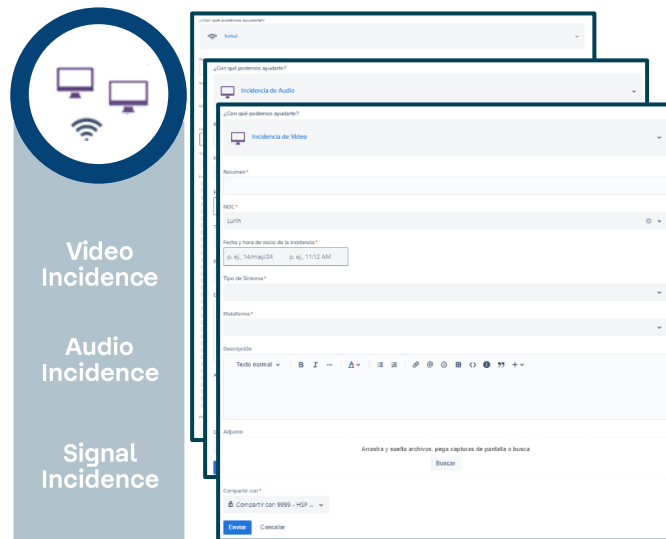 Video
Incidence
Audio
Incidence
Signal
Incidence
¿Con qué podemos ayudarte?
Señal
¿Con qué podemos ayudarte?
Incidencia de Audio
¿Con qué podemos ayudarte?
Incidencia de Video
Resumen*
NOC*
Lurín
Fecha y hora de inicio de la incidencia*
p. ej., 14/may/24 p. ej., 11:12 AM
Tipo de Síntoma*
Plataforma*
Descripción
Texto normal B I ... A
Adjunto
Arrastra y suelta archivos, pega capturas de pantalla o busca
Buscar
Compartir con*
Compartir con 9999 - HSP ...
Enviar Cancelar